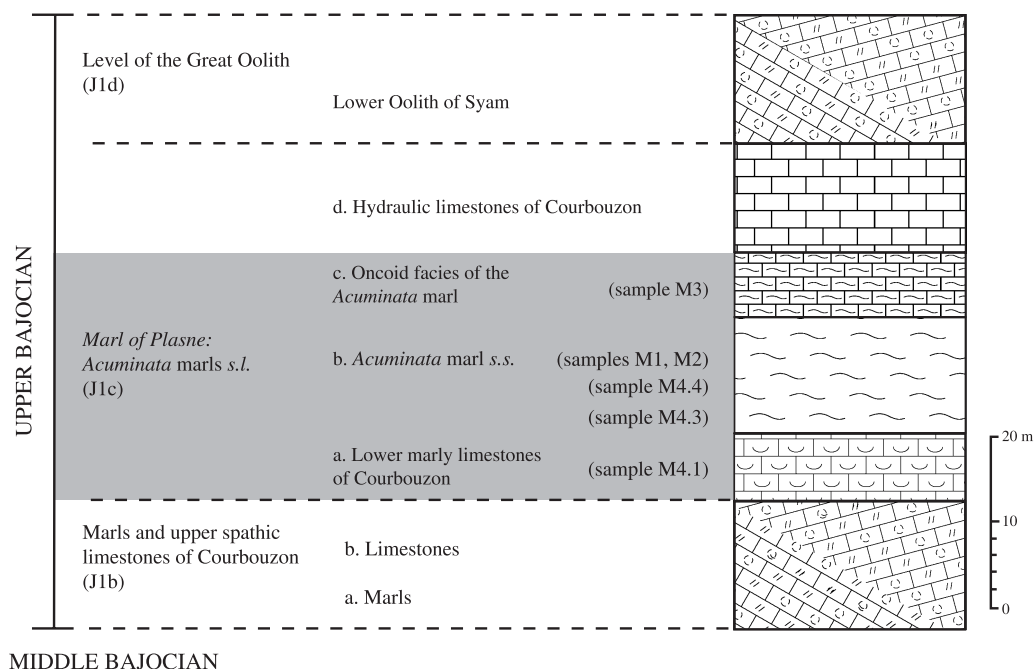 Level of the Great Oolith
(J1d)
Lower Oolith of Syam
d. Hydraulic limestones of Courbouzon
c. Oncoid facies of the
Acuminata marl
(sample M3)
Marl of Plasne:
Acuminata marls s.l.
(J1c)
b. Acuminata marl s.s.
(samples M1, M2)
(sample M4.4)
(sample M4.3)
a. Lower marly limestones
of Courbouzon
(sample M4.1)
Marls and upper spathic
limestones of Courbouzon
(J1b)
b. Limestones
a. Marls
UPPER BAJOCIAN
MIDDLE BAJOCIAN
20 m
10
0